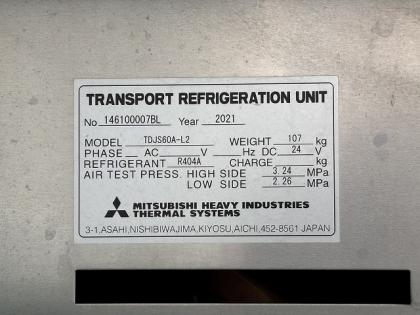 TRANSPORT REFRIGERATION UNIT
No 146100007BL Year 2021
MODEL TDJS60A-L2 WEIGHT 107 kg
PHASE AC V Hz DC 24 V
REFRIGERANT R404A CHARGE kg
AIR TEST PRESS. HIGH SIDE 3.24 MPa
LOW SIDE 2.26 MPa
MITSUBISHI HEAVY INDUSTRIES
THERMAL SYSTEMS
3-1,ASAHI,NISHIBIWAJIMA,KIYOSU,AICHI,452-8561 JAPAN